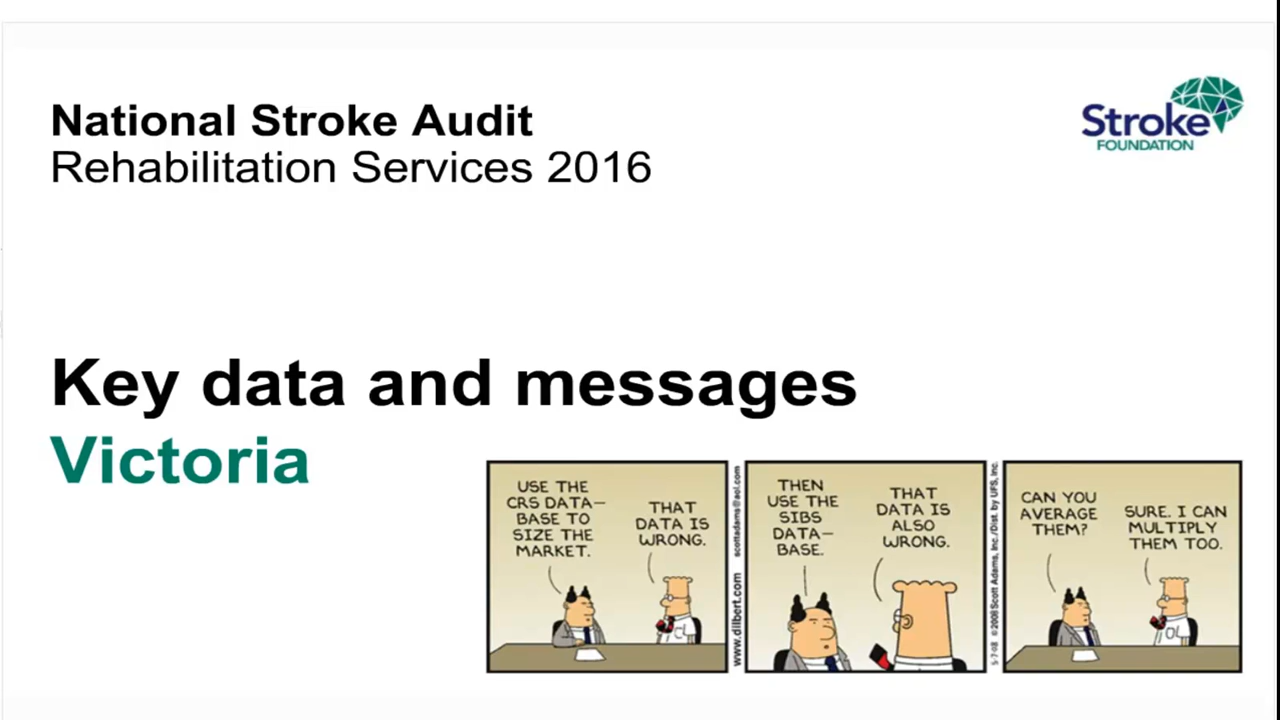 National Stroke Audit
Rehabilitation Services 2016
Stroke
FOUNDATION
Key data and messages
Victoria
USE THE
CRS DATA-
BASE TO
SIZE THE
MARKET.
THAT
DATA IS
WRONG.
www.dilbert.com scottadams@aol.com
THEN
USE THE
SIBS
DATA-
BASE.
THAT
DATA IS
ALSO
WRONG.
5-7-08 ©2008 Scott Adams, Inc./Dist. by UFS, Inc.
CAN YOU
AVERAGE
THEM?
SURE. I CAN
MULTIPLY
THEM TOO.